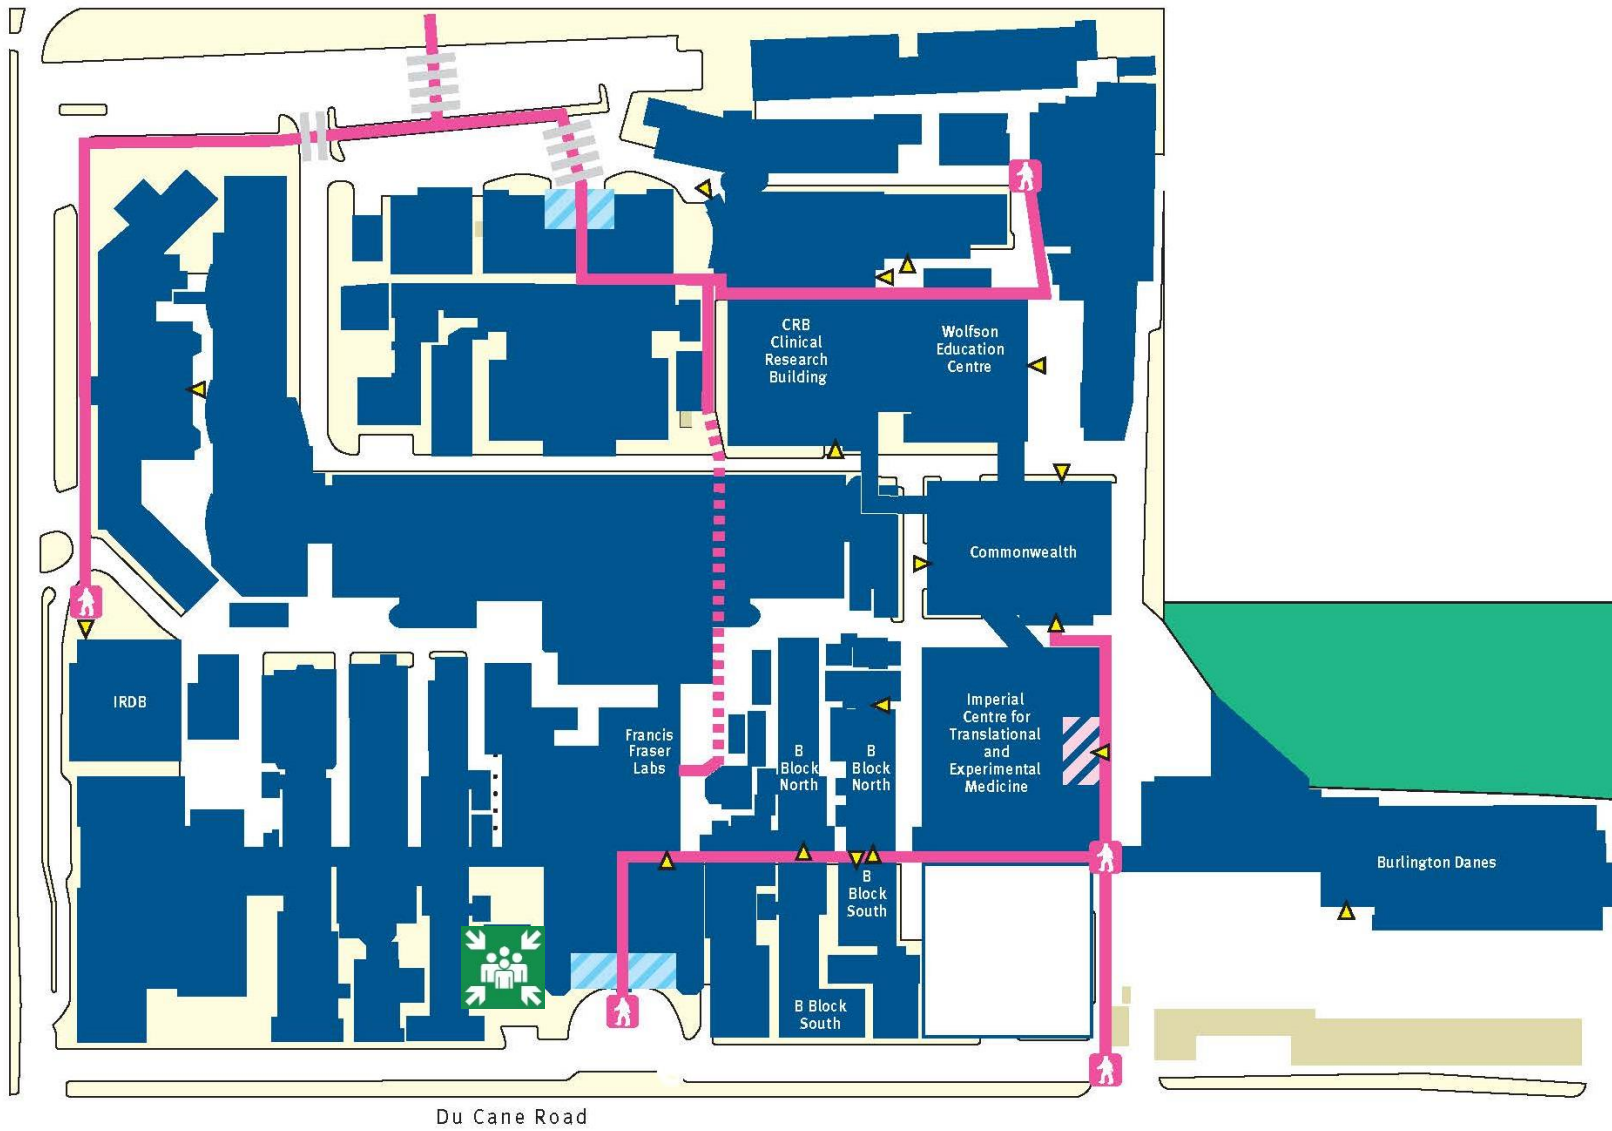 CRB
Clinical
Research
Building
Wolfson
Education
Centre
Commonwealth
IRDB
Francis
Fraser
Labs
B
Block
North
B
Block
North
Imperial
Centre for
Translational
and
Experimental
Medicine
B
Block
South
Burlington Danes
B Block
South
Du Cane Road